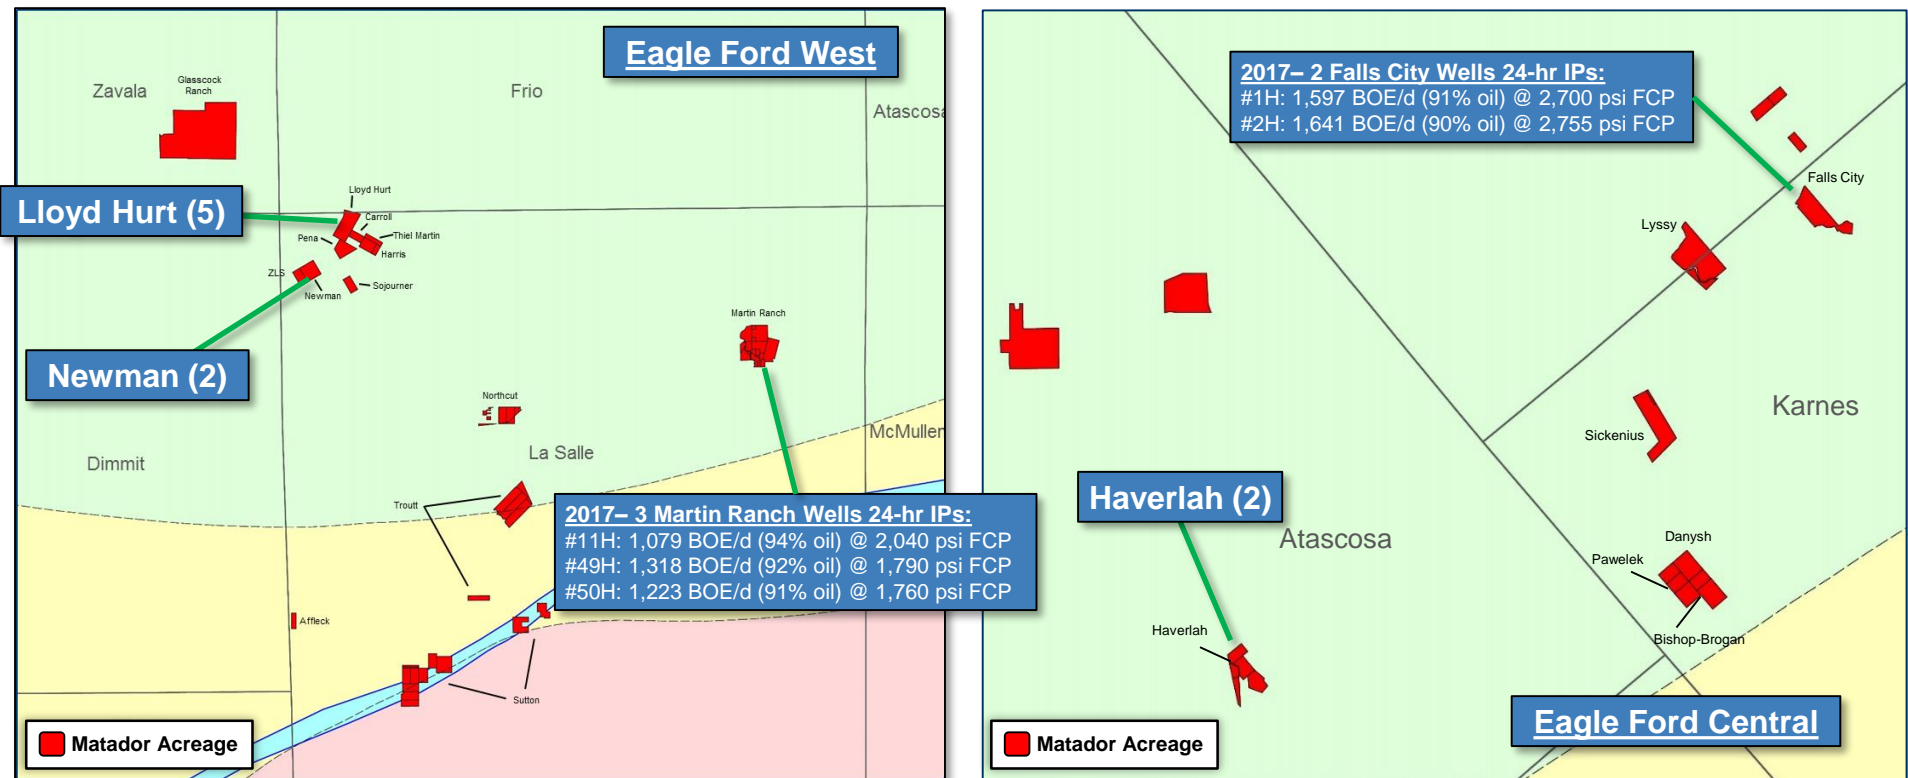 Eagle Ford West
Zavala
Glasscock
Ranch
Frio
Atascosa
Lloyd Hurt (5)
Lloyd Hurt
Carroll
Pena
Thiel Martin
Harris
ZLS
Newman
Sojourner
Newman (2)
Martin Ranch
Northcut
La Salle
McMullen
Dimmit
Troutt
2017– 3 Martin Ranch Wells 24-hr IPs:
#11H: 1,079 BOE/d (94% oil) @ 2,040 psi FCP
#49H: 1,318 BOE/d (92% oil) @ 1,790 psi FCP
#50H: 1,223 BOE/d (91% oil) @ 1,760 psi FCP
Affleck
Sutton
Matador Acreage
2017– 2 Falls City Wells 24-hr IPs:
#1H: 1,597 BOE/d (91% oil) @ 2,700 psi FCP
#2H: 1,641 BOE/d (90% oil) @ 2,755 psi FCP
Falls City
Lyssy
Karnes
Sickenius
Haverlah (2)
Atascosa
Danysh
Pawelek
Bishop-Brogan
Haverlah
Eagle Ford Central
Matador Acreage